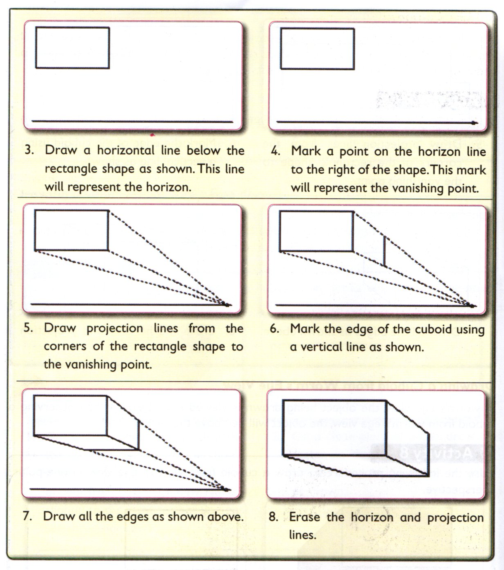 3. Draw a horizontal line below the
rectangle shape as shown. This line
will represent the horizon.
4. Mark a point on the horizon line
to the right of the shape. This mark
will represent the vanishing point.
5. Draw projection lines from the
corners of the rectangle shape to
the vanishing point.
6. Mark the edge of the cuboid using
a vertical line as shown.
7. Draw all the edges as shown above.
8. Erase the horizon and projection
lines.